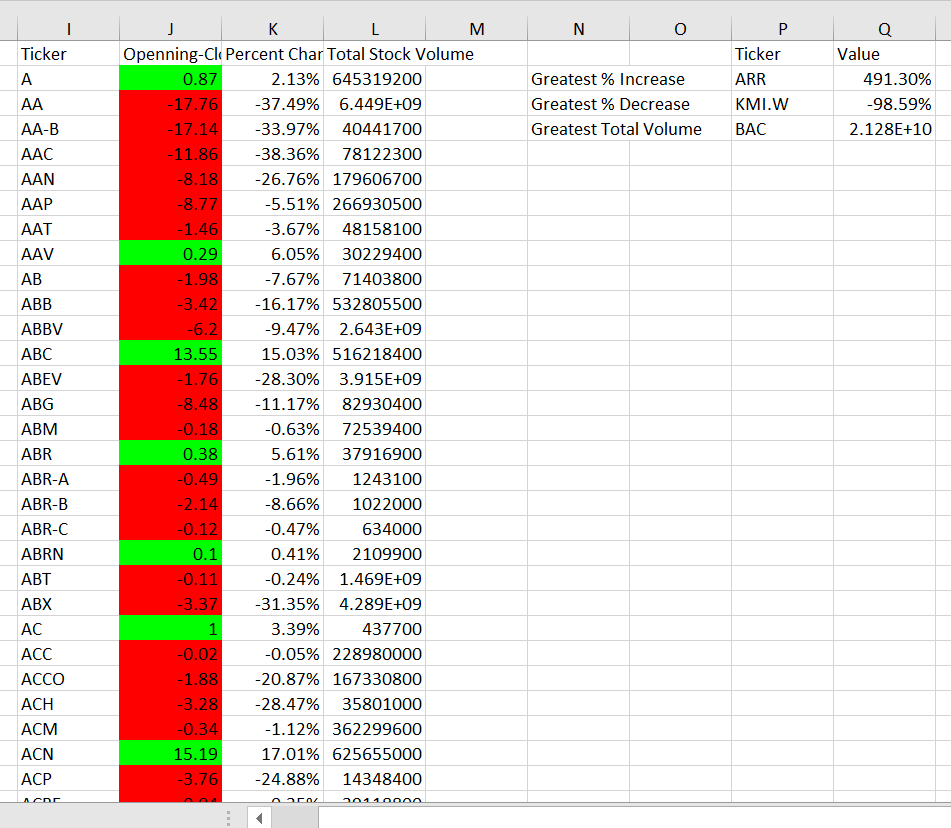 I J K L M N O P Q
Ticker Openning-Cl Percent Char Total Stock Volume Ticker Value
A 0.87 2.13% 645319200 Greatest % Increase ARR 491.30%
AA -17.76 -37.49% 6.449E+09 Greatest % Decrease KMI.W -98.59%
AA-B -17.14 -33.97% 40441700 Greatest Total Volume BAC 2.128E+10
AAC -11.86 -38.36% 78122300
AAN -8.18 -26.76% 179606700
AAP -8.77 -5.51% 266930500
AAT -1.46 -3.67% 48158100
AAV 0.29 6.05% 30229400
AB -1.98 -7.67% 71403800
ABB -3.42 -16.17% 532805500
ABBV -6.2 -9.47% 2.643E+09
ABC 13.55 15.03% 516218400
ABEV -1.76 -28.30% 3.915E+09
ABG -8.48 -11.17% 82930400
ABM -0.18 -0.63% 72539400
ABR 0.38 5.61% 37916900
ABR-A -0.49 -1.96% 1243100
ABR-B -2.14 -8.66% 1022000
ABR-C -0.12 -0.47% 634000
ABRN 0.1 0.41% 2109900
ABT -0.11 -0.24% 1.469E+09
ABX -3.37 -31.35% 4.289E+09
AC 1 3.39% 437700
ACC -0.02 -0.05% 228980000
ACCO -1.88 -20.87% 167330800
ACH -3.28 -28.47% 35801000
ACM -0.34 -1.12% 362299600
ACN 15.19 17.01% 625655000
ACP -3.76 -24.88% 14348400